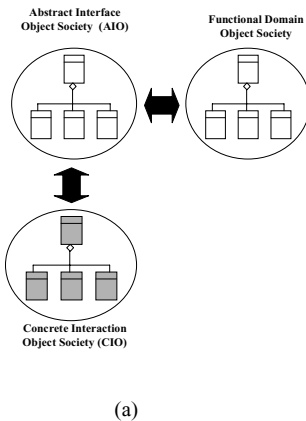 Abstract Interface
Object Society (AIO)
Functional Domain
Object Society
Concrete Interaction
Object Society (CIO)
(a)